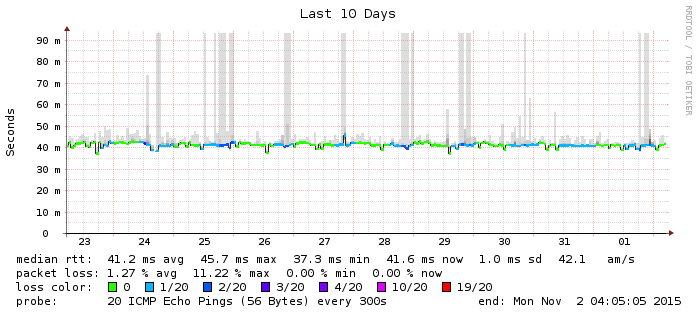 Last 10 Days
RRDTOOL / TOBI OETIKER
Seconds
90 m
80 m
70 m
60 m
50 m
40 m
30 m
20 m
10 m
0
23 24 25 26 27 28 29 30 31 01
median rtt: 41.2 ms avg 45.7 ms max 37.3 ms min 41.6 ms now 1.0 ms sd 42.1 am/s
packet loss: 1.27 % avg 11.22 % max 0.00 % min 0.00 % now
loss color: 0 1/20 2/20 3/20 4/20 10/20 19/20
probe: 20 ICMP Echo Pings (56 Bytes) every 300s end: Mon Nov 2 04:05:05 2015